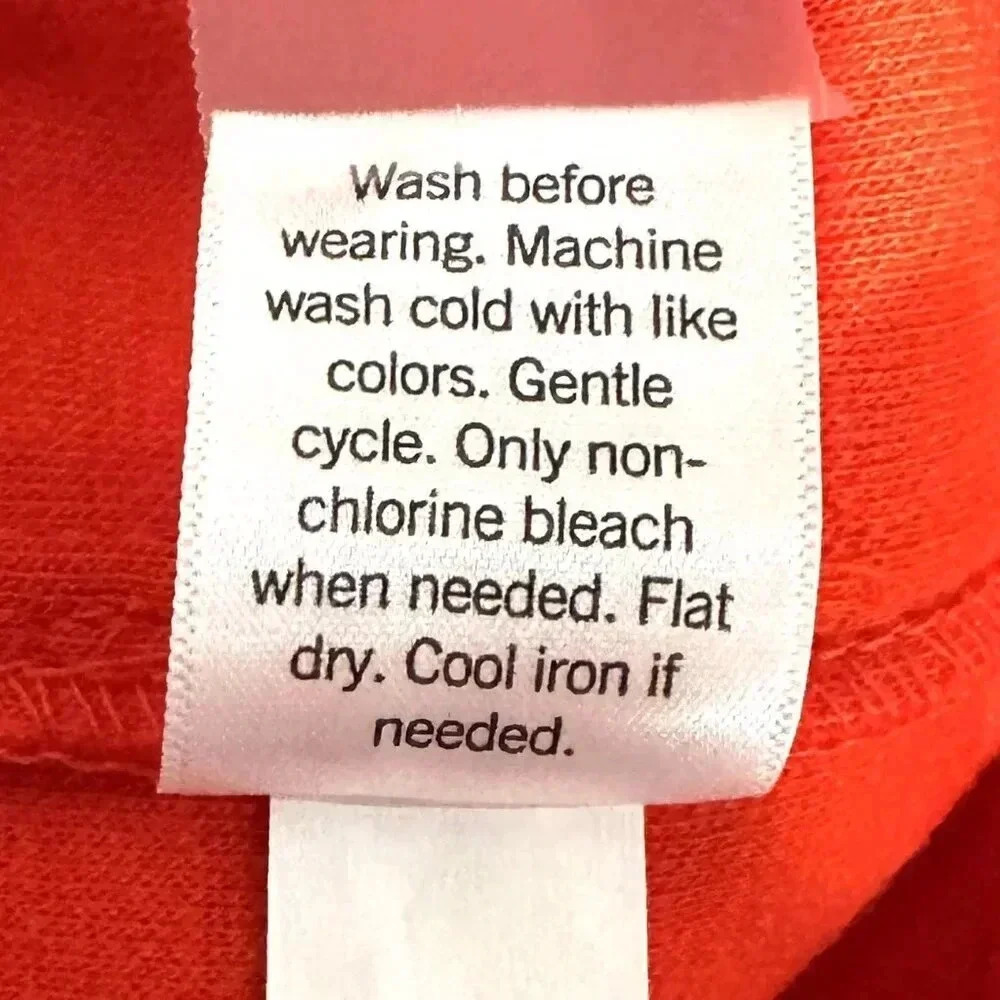 Wash before
wearing. Machine
wash cold with like
colors. Gentle
cycle. Only non-
chlorine bleach
when needed. Flat
dry. Cool iron if
needed.